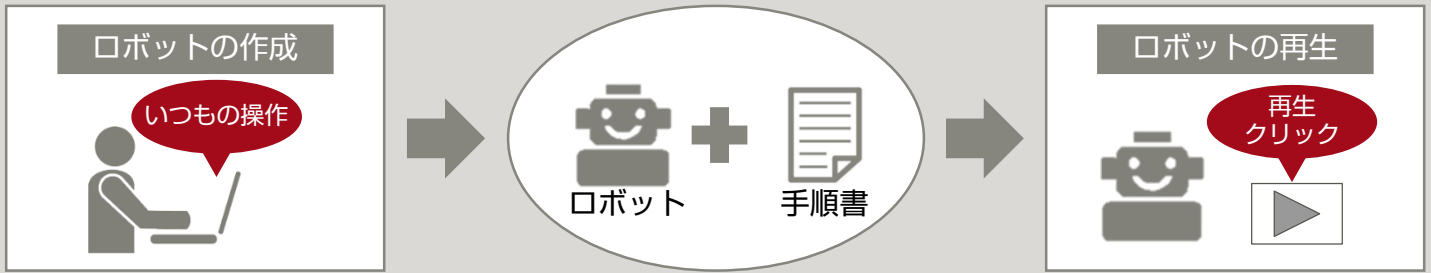 ロボットの作成
いつもの操作
ロボット
手順書
ロボットの再生
再生
クリック